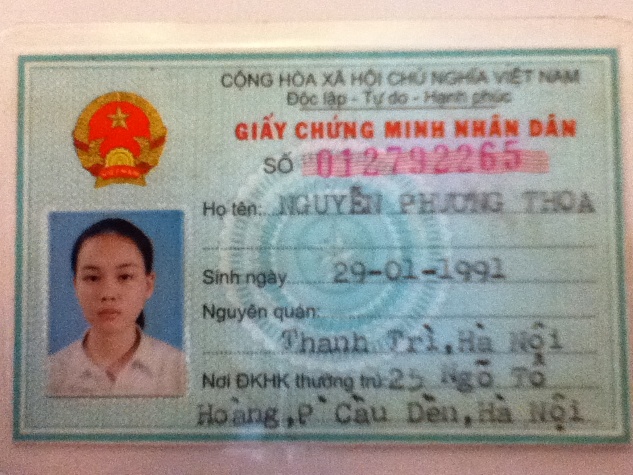 CỘNG HÒA XÃ HỘI CHỦ NGHĨA VIỆT NAM
Độc lập - Tự do - Hạnh phúc
GIẤY CHỨNG MINH NHÂN DÂN
SỐ 012792265
Họ tên: NGUYỄN PHƯƠNG THOA
Sinh ngày 29-01-1991
Nguyên quán:
Thanh Trì, Hà Nội
Nơi ĐKHK thường trú 25 Ngõ Tô
Hoàng, P Cầu Dền, Hà Nội
VIỆT NAM